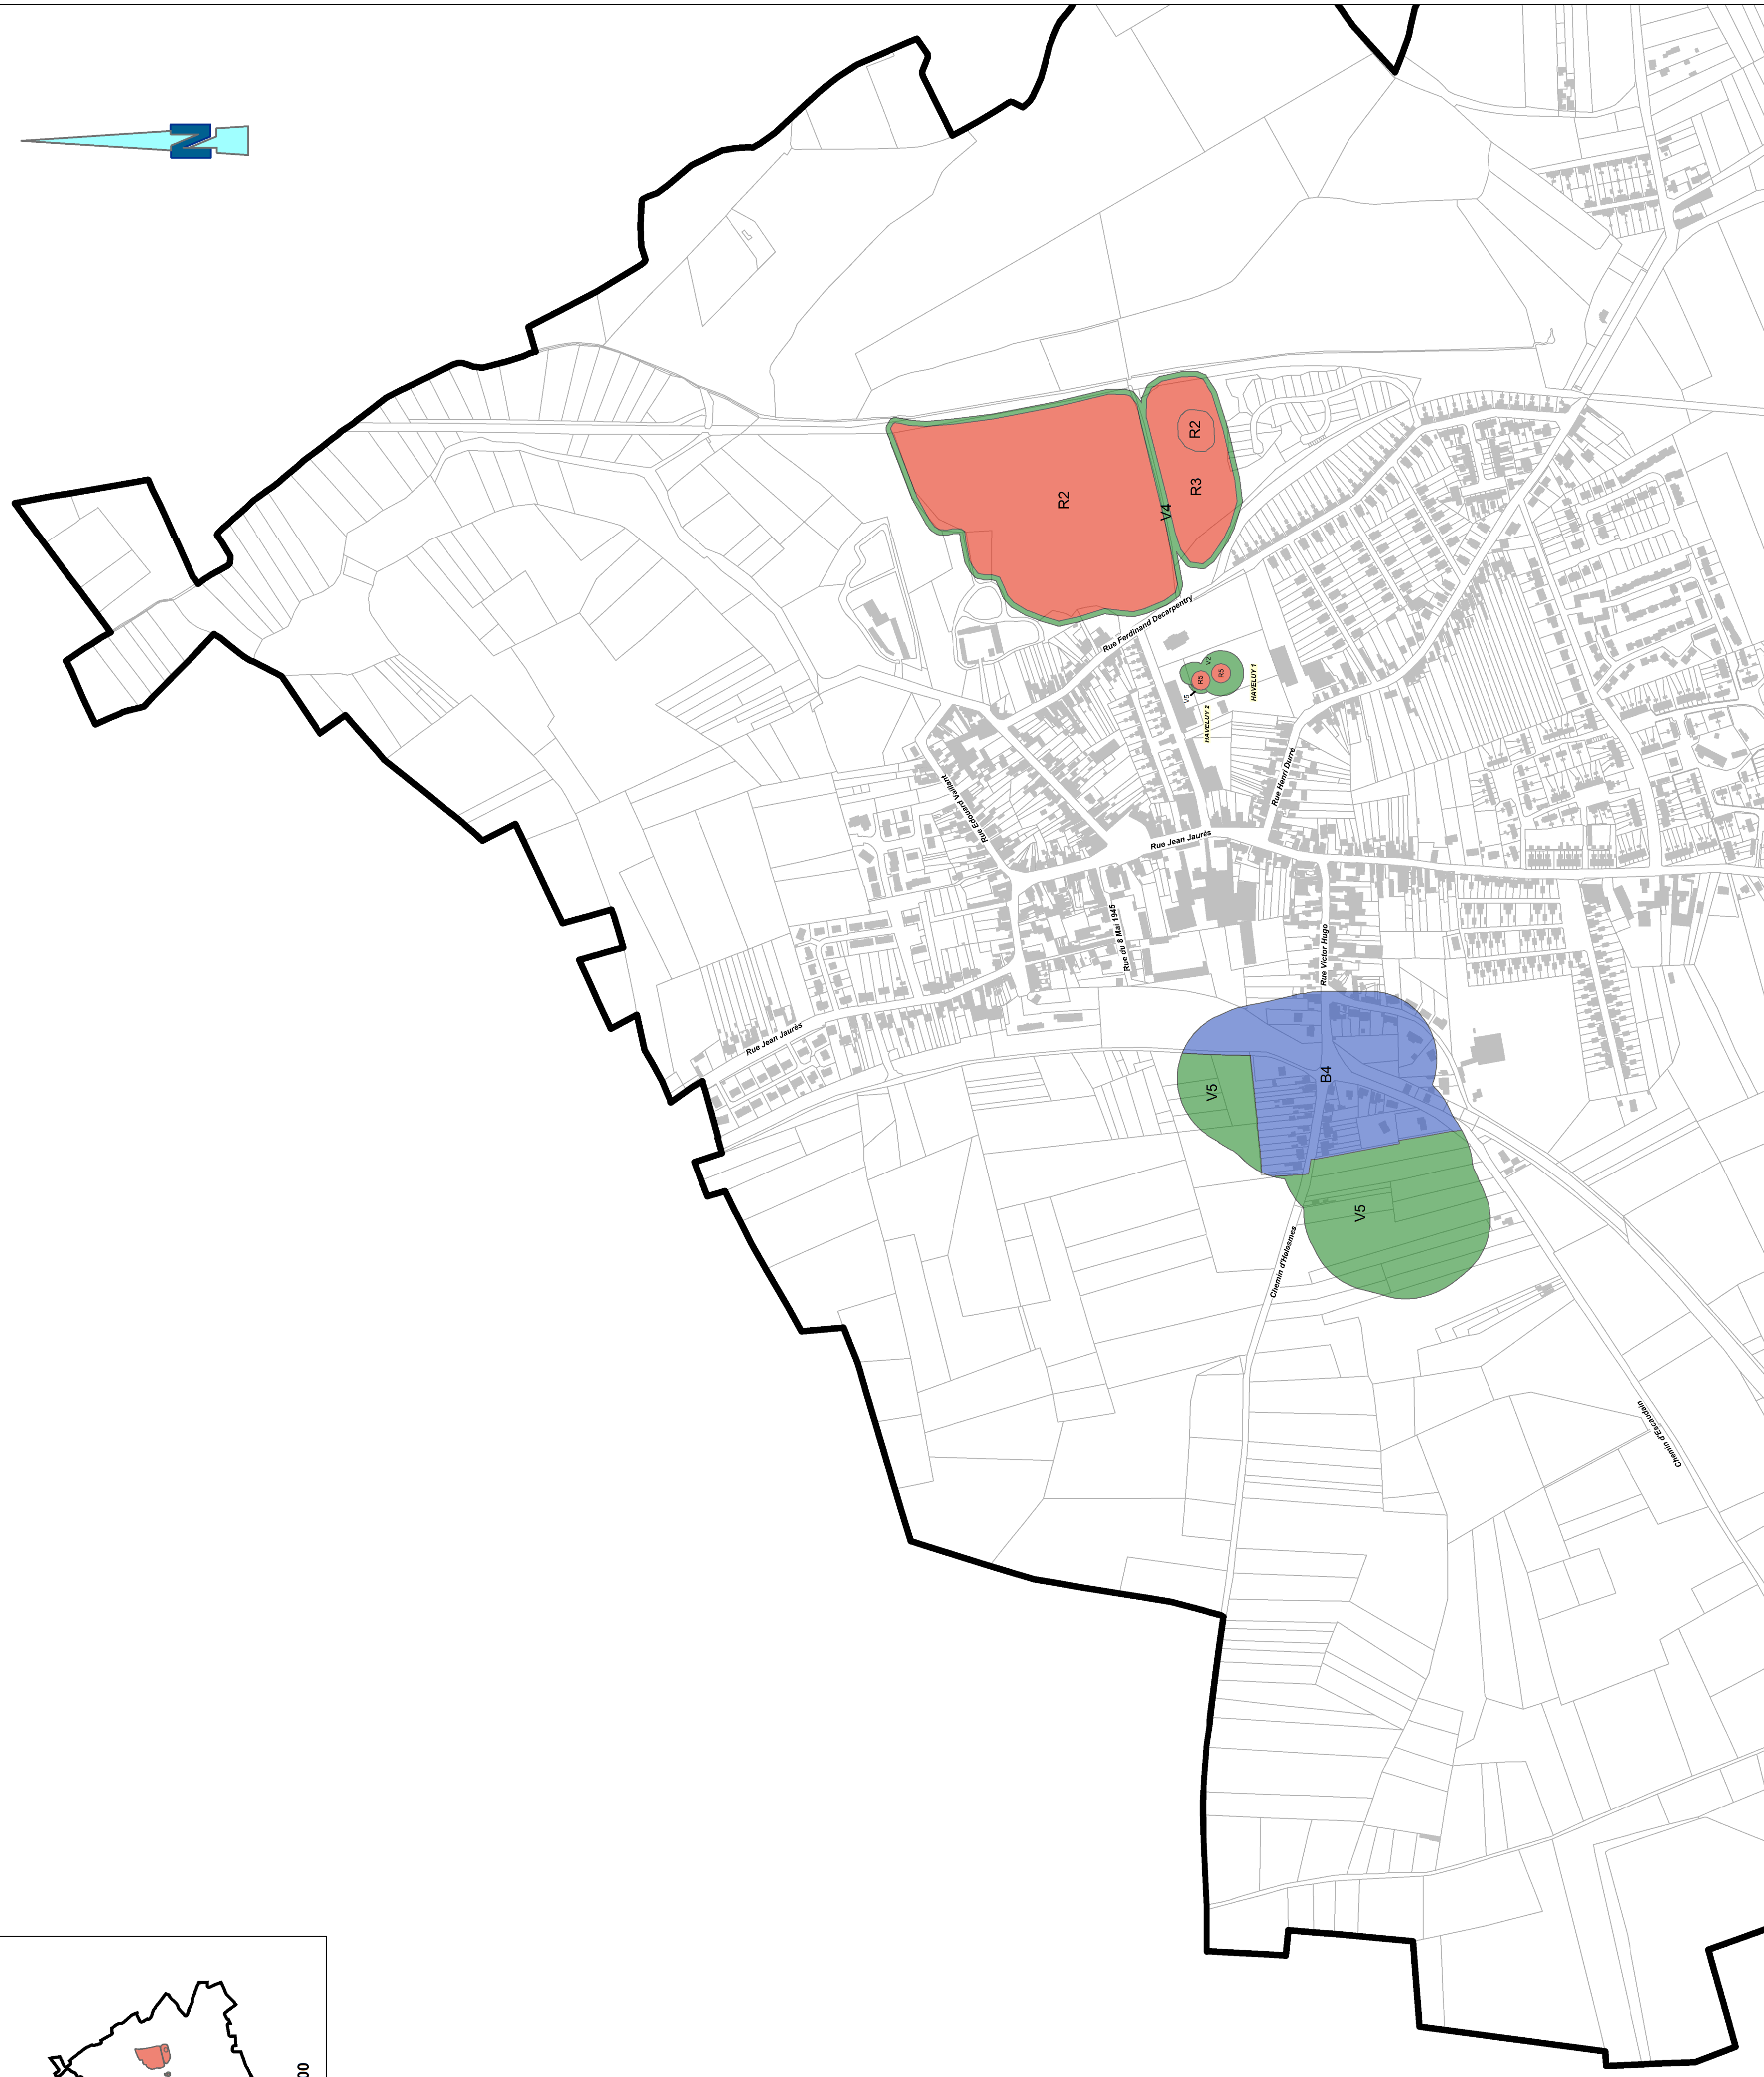 N
R2
R2
R3
V4
Rue Ferdinand Decarpentry
V2
R5
R5
V5
HAVELUY 1
HAVELUY 2
Rue Henri Durré
Rue Edouard Vaillant
Rue Jean Jaurès
Rue du 8 Mai 1945
Rue Victor Hugo
Rue Jean Jaurès
B4
V5
V5
Chemin d'Helesmes
Chemin d'Escaudain
00